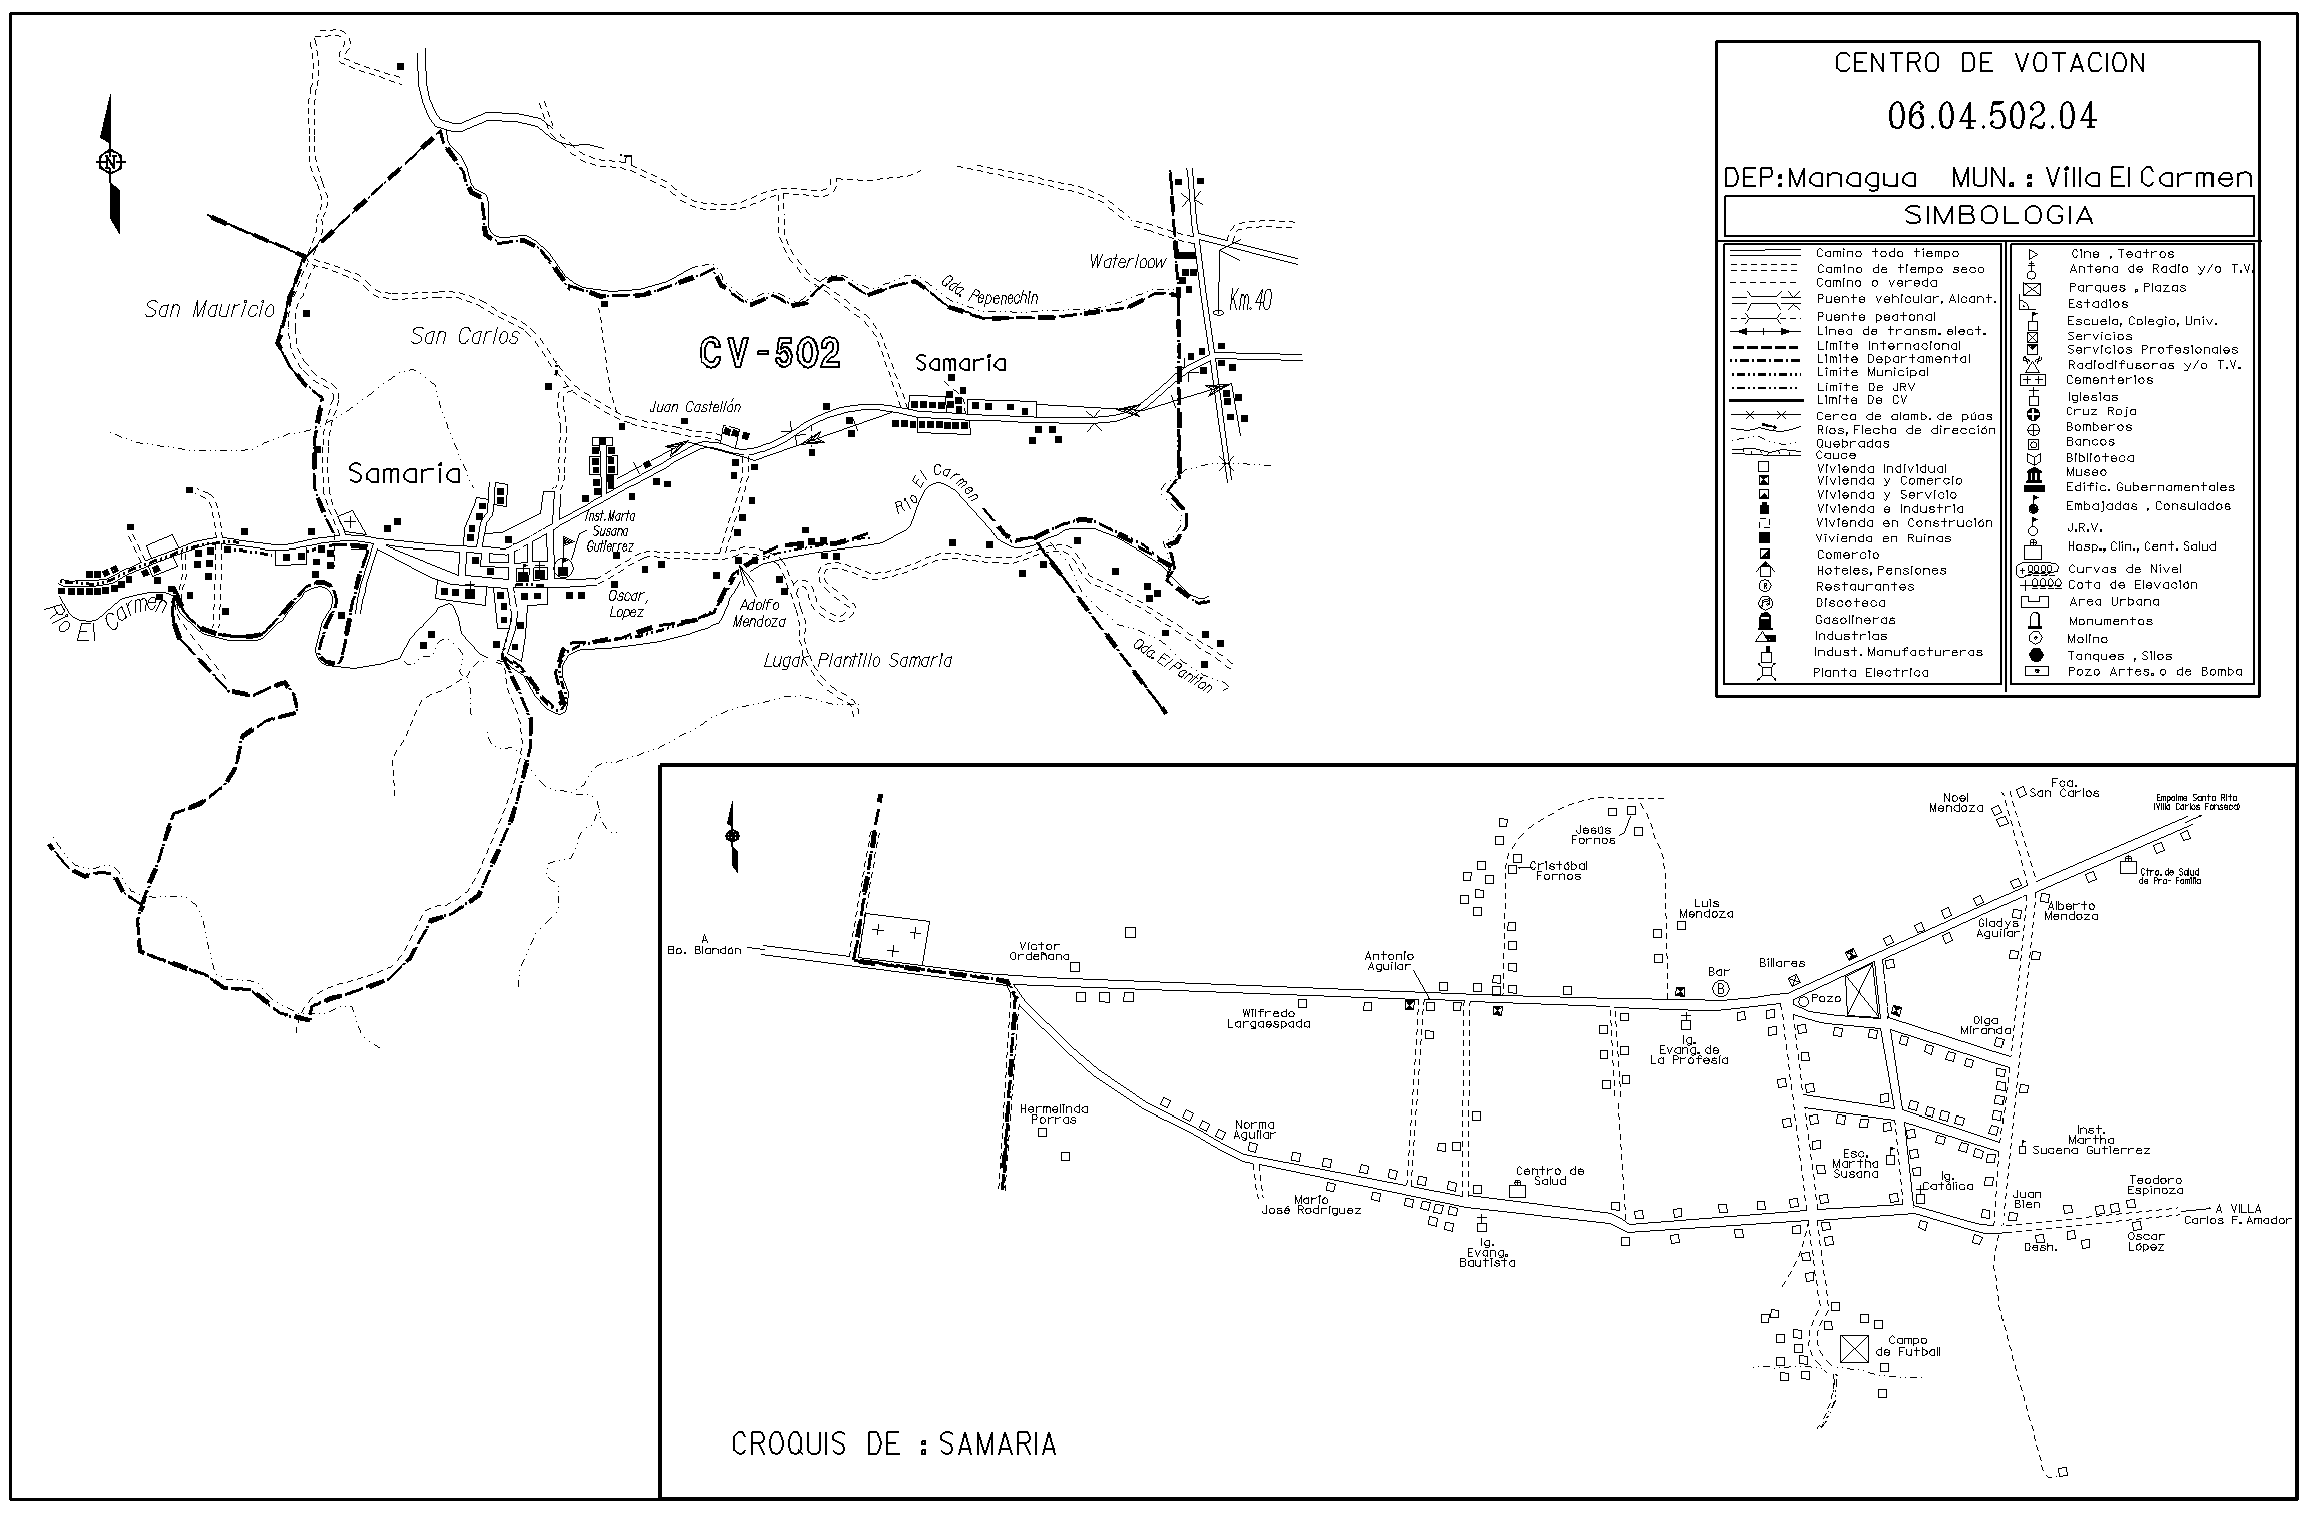 CENTRO DE VOTACION
06.04.502.04
DEP:Managua MUN.: Villa El Carmen
SIMBOLOGIA
Camino todo tiempo
Camino de tiempo seco
Camino o vereda
Puente vehicular, Alcant.
Puente peatonal
Linea de transm. elect.
Limite Internacional
Limite Departamental
Limite Municipal
Limite De JRV
Limite De CV
Cerca de alamb. de púas
Ríos, Flecha de dirección
Quebradas
Cauce
Vivienda Individual
Vivienda y Comercio
Vivienda y Servicio
Vivienda e Industria
Vivienda en Construción
Vivienda en Ruinas
Comercio
Hoteles, Pensiones
Restaurantes
Discoteca
Gasolineras
Industrias
Indust. Manufactureras
Planta Electrica
Cine , Teatros
Antena de Radio y/o T.V.
Parques , Plazas
Estadios
Escuela, Colegio, Univ.
Servicios
Servicios Profesionales
Radiodifusoras y/o T.V.
Cementerios
Iglesias
Cruz Roja
Bomberos
Bancos
Biblioteca
Museo
Edific. Gubernamentales
Embajadas , Consulados
J.R.V.
Hosp., Clin., Cent. Salud
Curvas de Nivel
Cota de Elevación
Area Urbana
Monumentos
Molino
Tanques , Silos
Pozo Artes. o de Bomba
N
San Mauricio
San Carlos
Waterloow
Qda. Pepenechin
Km. 40
CV-502
Samaria
Juan Castellón
Samaria
Rio El Carmen
Inst. Marta
Susana
Gutierrez
Rio El Carmen
Oscar
Lopez
Adolfo
Mendoza
Lugar Plantillo Samaria
Qda. El Panition
Fca.
San Carlos
Noel
Mendoza
Empalme Santa Rita
(Villa Carlos Fonseca)
Jesús
Fornos
Cristóbal
Fornos
Ctro. de Salud
de Pro- Familia
Luis
Mendoza
Alberto
Mendoza
Gladys
Aguilar
A
Bo. Blandón
Víctor
Ordeñana
Antonio
Aguilar
Bar
B
Billares
Pozo
Wilfredo
Largaespada
Olga
Miranda
Ig.
Evang. de
La Profesía
Hermelinda
Porras
Norma
Aguilar
Inst.
Martha
Sucena Gutierrez
Esc.
Martha
Susana
Centro de
Salud
Ig.
Católica
Teodoro
Espinoza
Mario
José Rodríguez
Juan
Blen
A VILLA
Carlos F. Amador
Ig.
Evang.
Bautista
Desh.
Oscar
López
Campo
de Futball
CROQUIS DE : SAMARIA